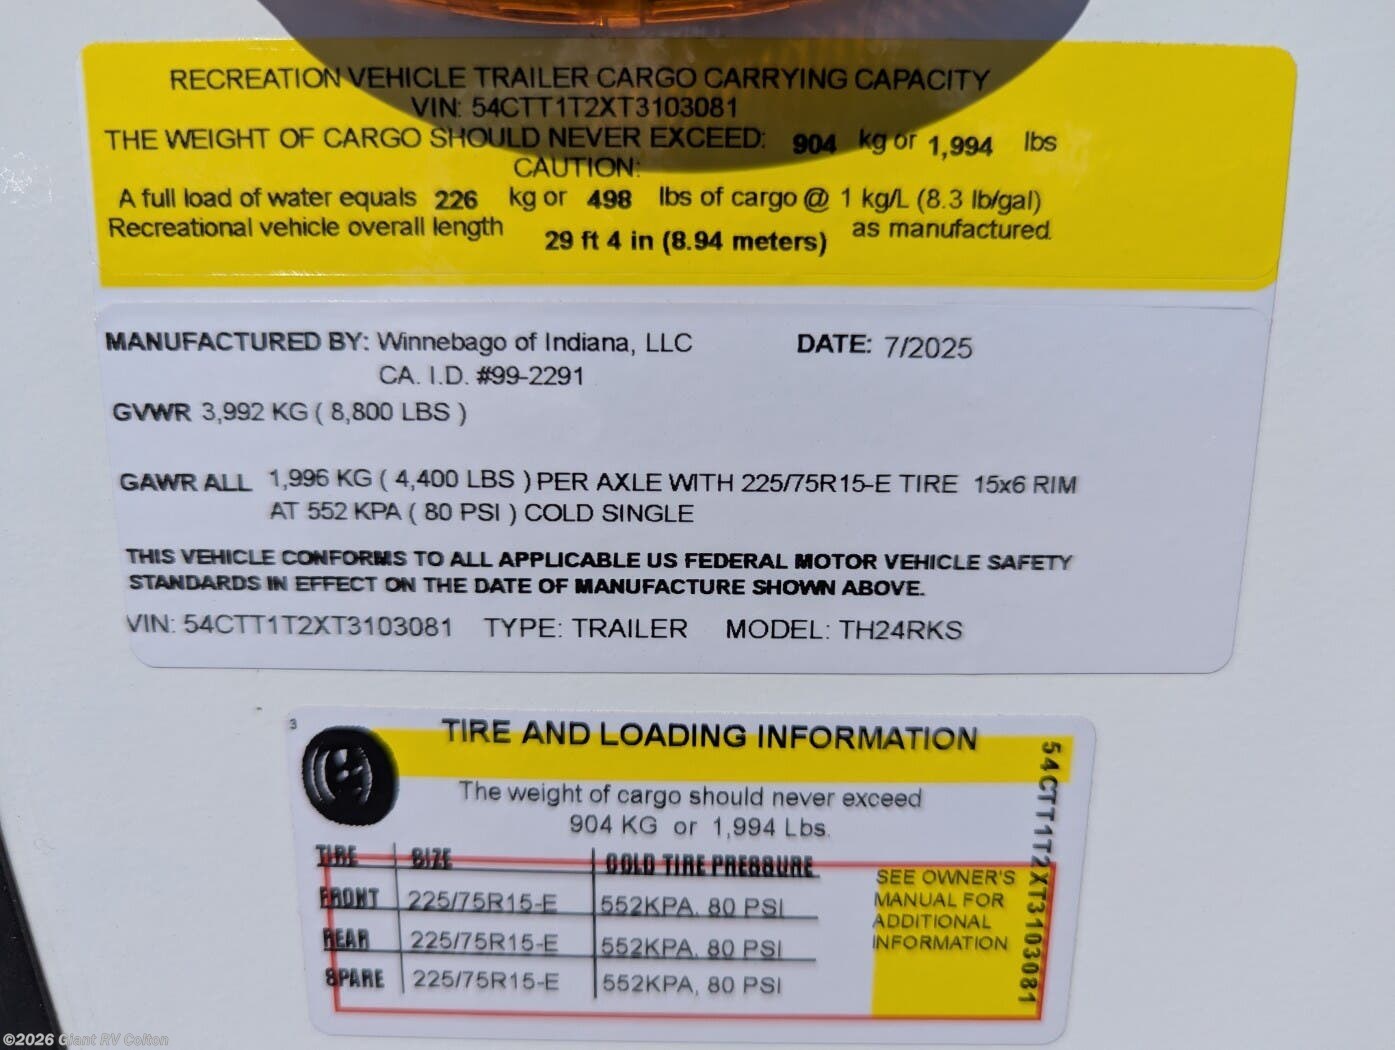 RECREATION VEHICLE TRAILER CARGO CARRYING CAPACITY
VIN: 54CTT1T2XT3103081
THE WEIGHT OF CARGO SHOULD NEVER EXCEED: 904 kg or 1,994 lbs
CAUTION:
A full load of water equals 226 kg or 498 lbs of cargo @ 1 kg/L (8.3 lb/gal)
Recreational vehicle overall length 29 ft 4 in (8.94 meters) as manufactured.
MANUFACTURED BY: Winnebago of Indiana, LLC DATE: 7/2025
CA. I.D. #99-2291
GVWR 3,992 KG ( 8,800 LBS )
GAWR ALL 1,996 KG ( 4,400 LBS ) PER AXLE WITH 225/75R15-E TIRE 15x6 RIM
AT 552 KPA ( 80 PSI ) COLD SINGLE
THIS VEHICLE CONFORMS TO ALL APPLICABLE US FEDERAL MOTOR VEHICLE SAFETY
STANDARDS IN EFFECT ON THE DATE OF MANUFACTURE SHOWN ABOVE.
VIN: 54CTT1T2XT3103081 TYPE: TRAILER MODEL: TH24RKS
3
TIRE AND LOADING INFORMATION
The weight of cargo should never exceed
904 KG or 1,994 Lbs.
TIRE SIZE COLD TIRE PRESSURE
FRONT 225/75R15-E 552KPA, 80 PSI
REAR 225/75R15-E 552KPA, 80 PSI
SPARE 225/75R15-E 552KPA, 80 PSI
SEE OWNER'S
MANUAL FOR
ADDITIONAL
INFORMATION
54CTT1T2XT3103081
©2026 Giant RV Colton